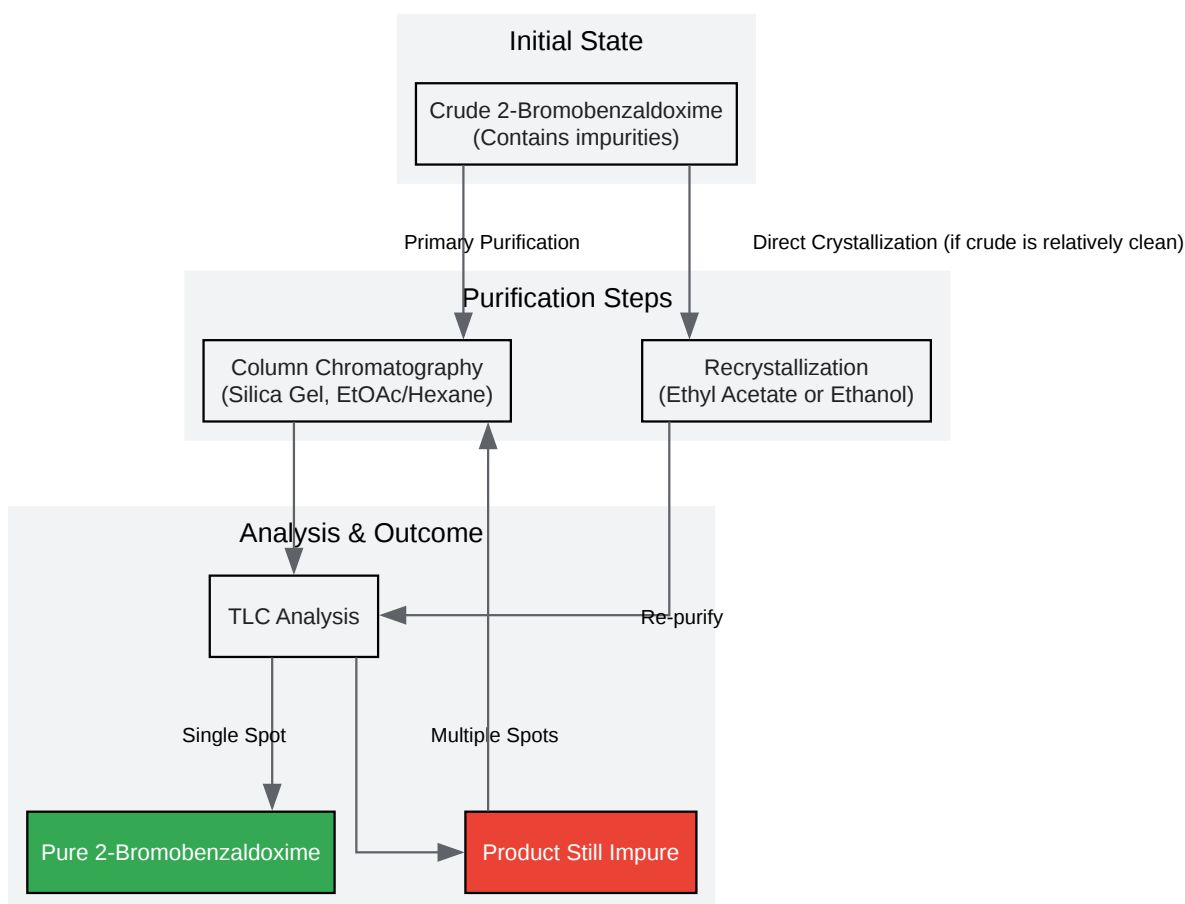 Initial State
Crude 2-Bromobenzaldoxime
(Contains impurities)
Primary Purification
Direct Crystallization (if crude is relatively clean)
Purification Steps
Column Chromatography
(Silica Gel, EtOAc/Hexane)
Recrystallization
(Ethyl Acetate or Ethanol)
Analysis & Outcome
TLC Analysis
Re-purify
Single Spot
Multiple Spots
Pure 2-Bromobenzaldoxime
Product Still Impure